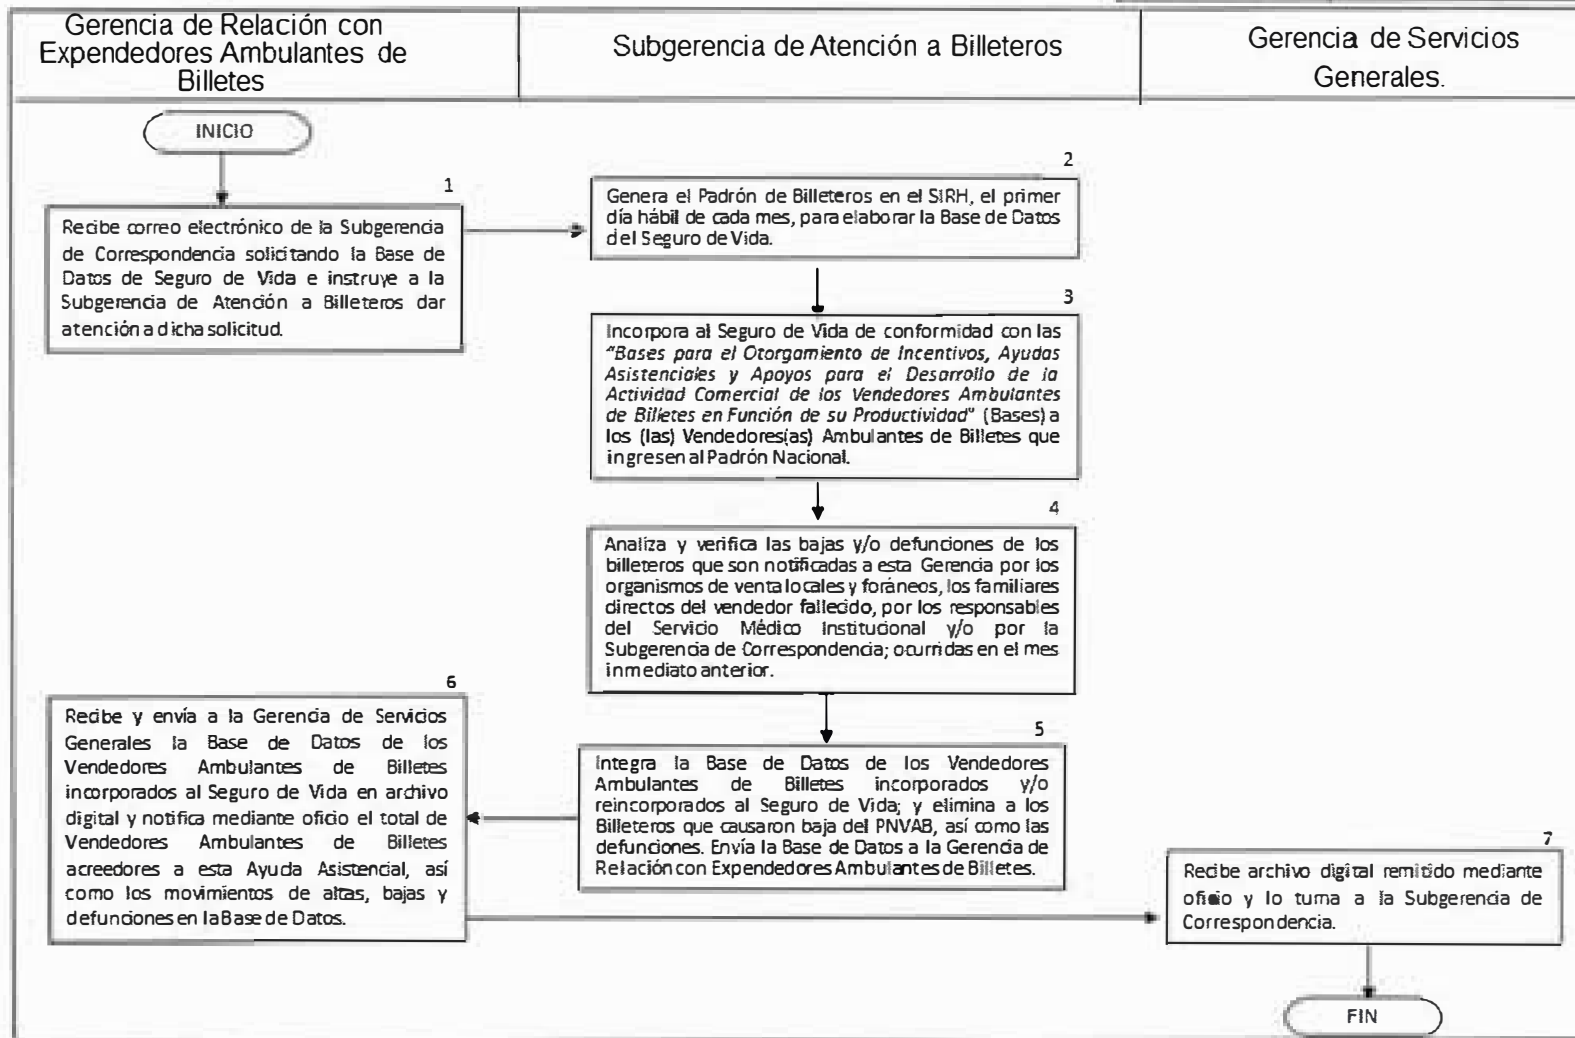 Gerencia de Relación con
Expendedores Ambulantes de
Billetes
Subgerencia de Atención a Billeteros
Gerencia de Servicios
Generales.
INICIO
1
Recibe correo electrónico de la Subgerencia
de Correspondencia solicitando la Base de
Datos de Seguro de Vida e instruye a la
Subgerencia de Atención a Billeteros dar
atención a dicha solicitud.
2
Genera el Padrón de Billeteros en el SIRH, el primer
día hábil de cada mes, para elaborar la Base de Datos
del Seguro de Vida.
3
Incorpora al Seguro de Vida de conformidad con las
"Bases para el Otorgamiento de Incentivos, Ayudas
Asistenciales y Apoyos para el Desarrollo de la
Actividad Comercial de los Vendedores Ambulantes
de Billetes en Función de su Productividad" (Bases) a
los (las) Vendedores(as) Ambulantes de Billetes que
ingresen al Padrón Nacional.
4
Analiza y verifica las bajas y/o defunciones de los
billeteros que son notificadas a esta Gerencia por los
organismos de venta locales y foráneos, los familiares
directos del vendedor fallecido, por los responsables
del Servicio Médico Institucional y/o por la
Subgerencia de Correspondencia; ocurridas en el mes
inmediato anterior.
5
Integra la Base de Datos de los Vendedores
Ambulantes de Billetes incorporados y/o
reincorporados al Seguro de Vida; y elimina a los
Billeteros que causaron baja del PNVAB, así como las
defunciones. Envía la Base de Datos a la Gerencia de
Relación con Expendedores Ambulantes de Billetes.
6
Recibe y envía a la Gerencia de Servicios
Generales la Base de Datos de los
Vendedores Ambulantes de Billetes
incorporados al Seguro de Vida en archivo
digital y notifica mediante oficio el total de
Vendedores Ambulantes de Billetes
acreedores a esta Ayuda Asistencial, así
como los movimientos de altas, bajas y
defunciones en la Base de Datos.
7
Recibe archivo digital remitido mediante
oficio y lo turna a la Subgerencia de
Correspondencia.
FIN